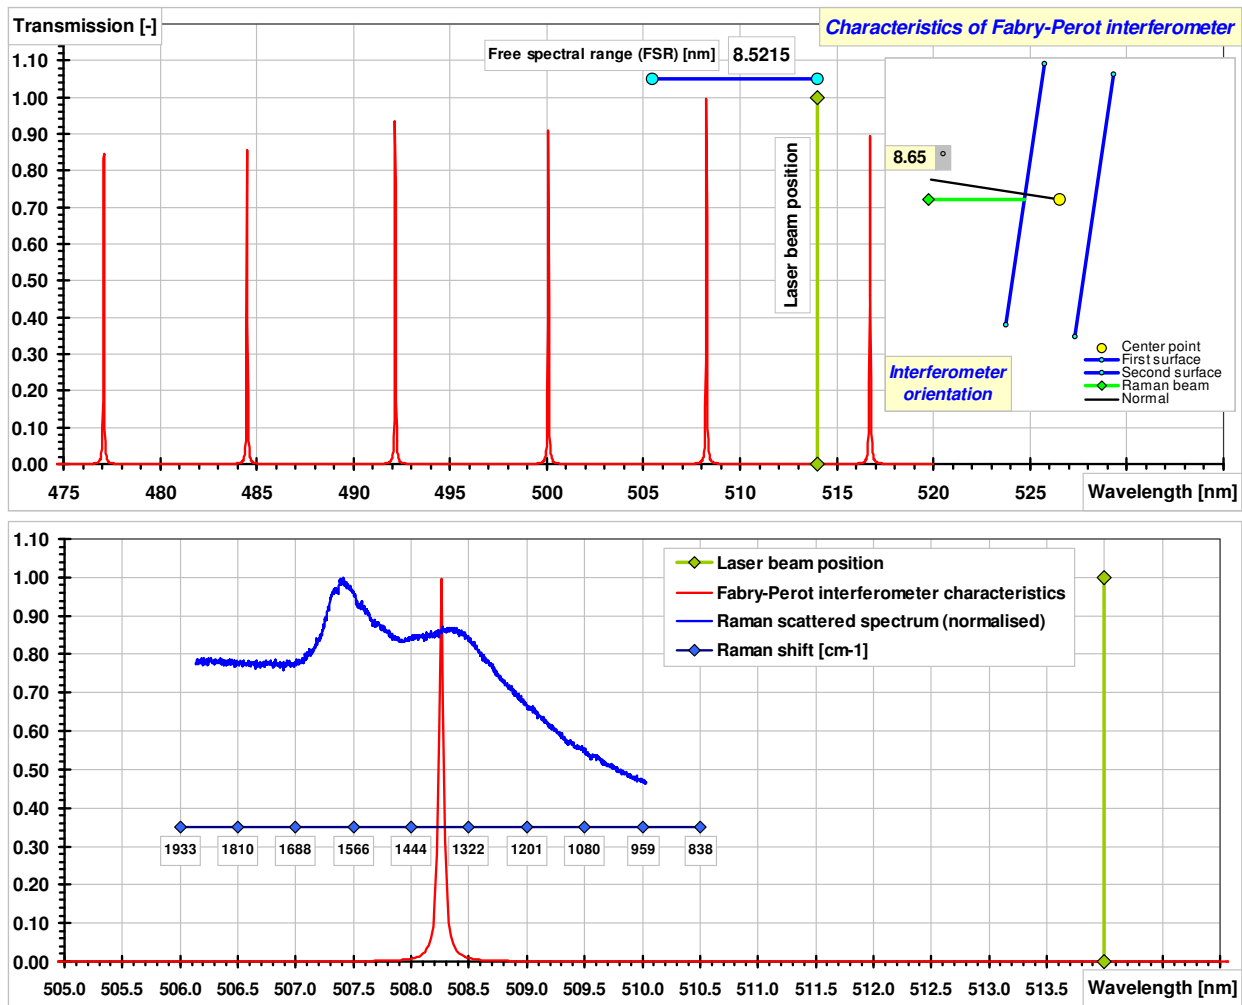 Transmission [-]
Characteristics of Fabry-Perot interferometer
Free spectral range (FSR) [nm] 8.5215
1.10
1.00
0.90
0.80
0.70
0.60
0.50
0.40
0.30
0.20
0.10
0.00
Laser beam position
8.65 °
Center point
First surface
Second surface
Raman beam
Normal
Interferometer
orientation
475 480 485 490 495 500 505 510 515 520 525 Wavelength [nm]
1.10
1.00
0.90
0.80
0.70
0.60
0.50
0.40
0.30
0.20
0.10
0.00
Laser beam position
Fabry-Perot interferometer characteristics
Raman scattered spectrum (normalised)
Raman shift [cm-1]
1933 1810 1688 1566 1444 1322 1201 1080 959 838
505.0 505.5 506.0 506.5 507.0 507.5 508.0 508.5 509.0 509.5 510.0 510.5 511.0 511.5 512.0 512.5 513.0 513.5 Wavelength [nm]